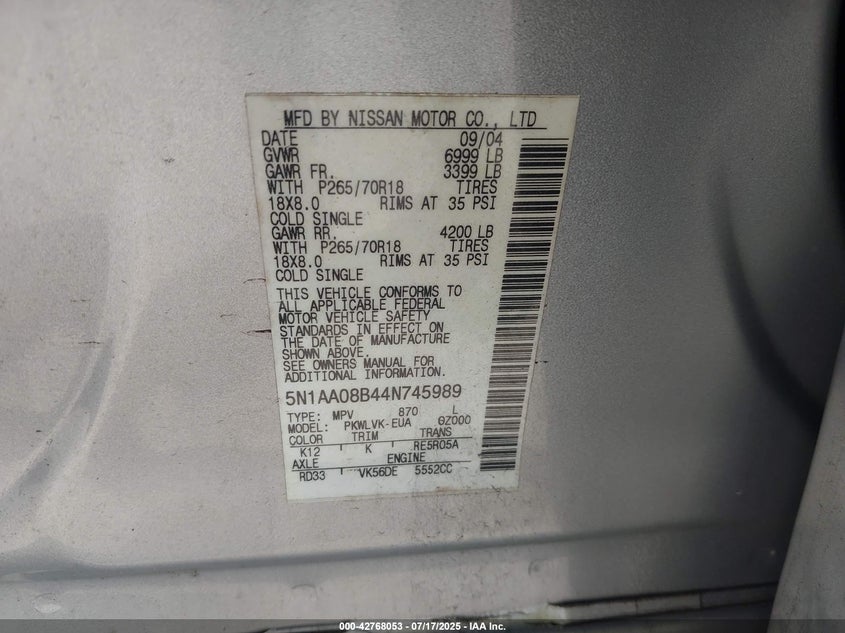 MFD BY NISSAN MOTOR CO., LTD
DATE 09/04
GVWR 6999 LB
GAWR FR. 3399 LB
WITH P265/70R18 TIRES
18X8.0 RIMS AT 35 PSI
COLD SINGLE
GAWR RR. 4200 LB
WITH P265/70R18 TIRES
18X8.0 RIMS AT 35 PSI
COLD SINGLE
THIS VEHICLE CONFORMS TO
ALL APPLICABLE FEDERAL
MOTOR VEHICLE SAFETY
STANDARDS IN EFFECT ON
THE DATE OF MANUFACTURE
SHOWN ABOVE.
SEE OWNERS MANUAL FOR
ADDITIONAL INFORMATION.
5N1AA08B44N745989
TYPE: MPV 870 L
MODEL: PKWLVK-EUA 0Z000
COLOR TRIM TRANS
K12 K RE5R05A
AXLE ENGINE
RD33 VK56DE 5552CC
000-42768053 / 07/17/2025 - IAA Inc.